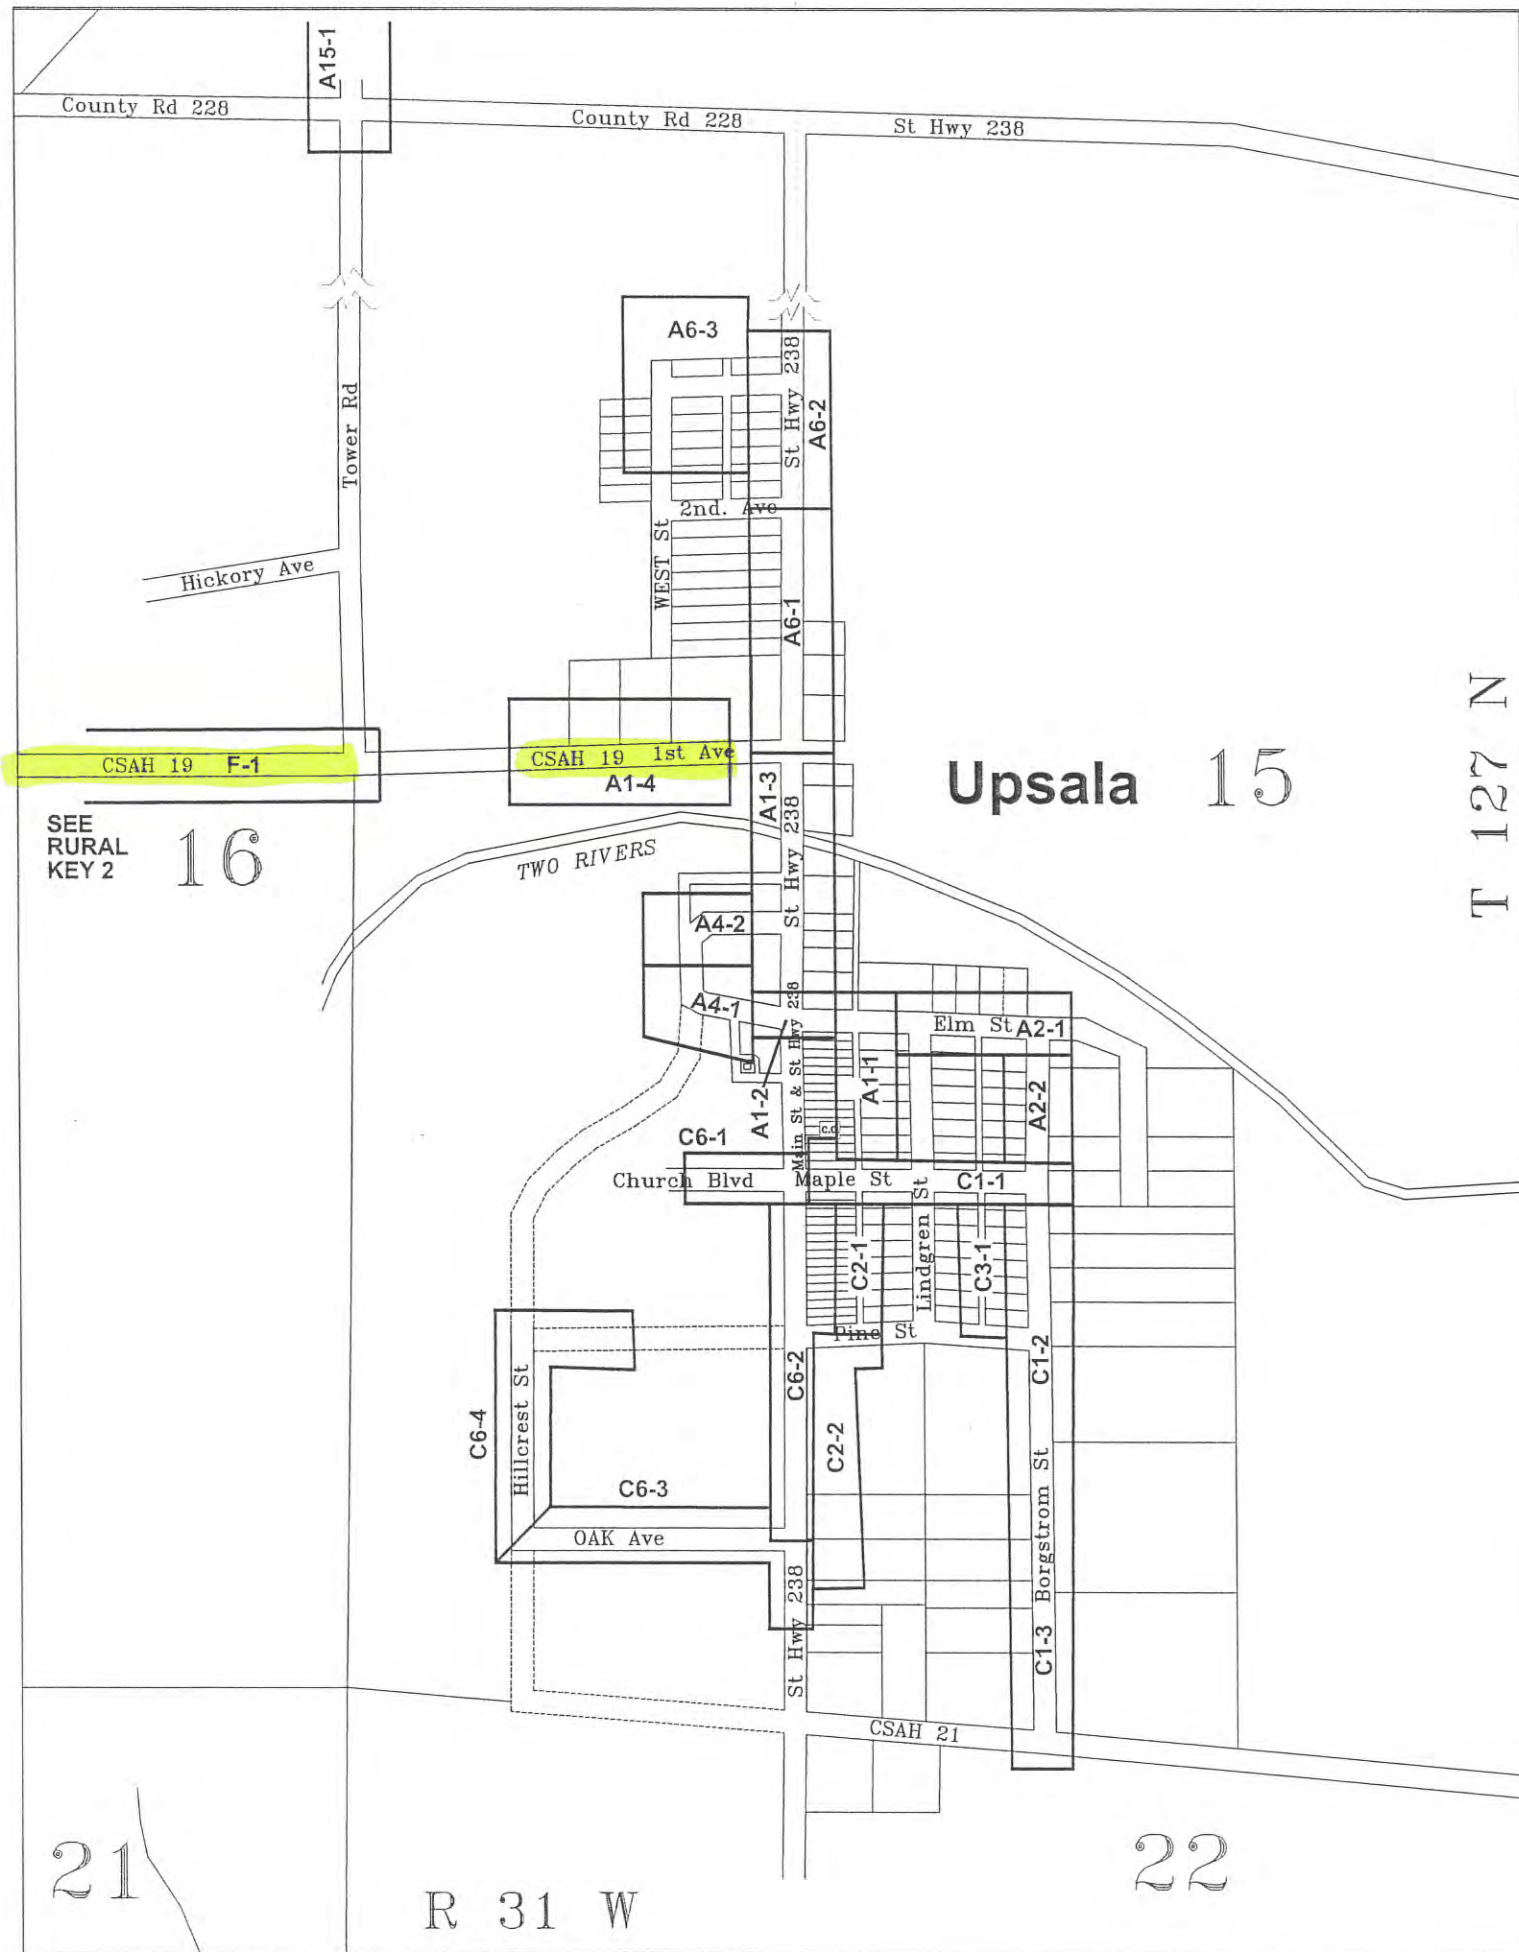 A15-1
County Rd 228
County Rd 228
St Hwy 238
A6-3
St Hwy 238
A6-2
Tower Rd
2nd. Ave
WEST St
Hickory Ave
A6-1
CSAH 19 F-1
CSAH 19 1st Ave
A1-4
A1-3
St Hwy 238
Upsala 15
T 127 N
SEE
RURAL
KEY 2
16
TWO RIVERS
A4-2
A4-1
Elm St
A2-1
Main St & St Hwy 238
A1-2
A1-1
A2-2
C.O
C6-1
Church Blvd
Maple St
C1-1
Lindgren St
C2-1
C3-1
Pine St
C6-2
C1-2
C2-2
Hillcrest St
C6-4
C6-3
OAK Ave
Borgstrom St
C1-3
St Hwy 238
CSAH 21
21
22
R 31 W